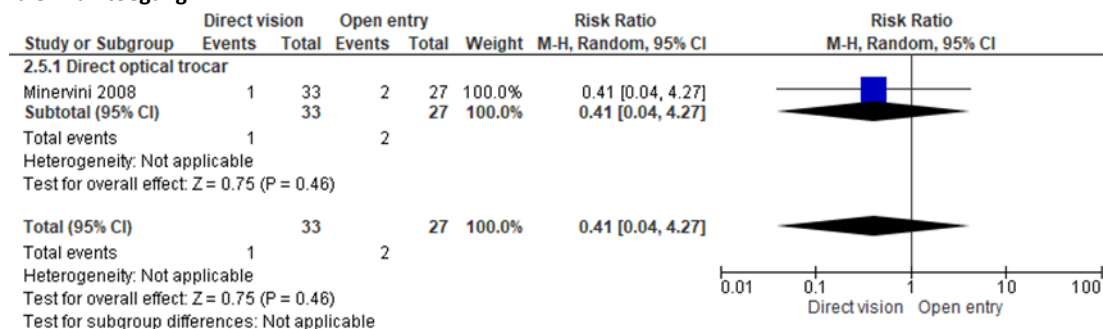 Direct vision Open entry Risk Ratio Risk Ratio
Study or Subgroup Events Total Events Total Weight M-H, Random, 95% CI M-H, Random, 95% CI
2.5.1 Direct optical trocar
Minervini 2008 1 33 2 27 100.0% 0.41 [0.04, 4.27]
Subtotal (95% CI) 33 27 100.0% 0.41 [0.04, 4.27]
Total events 1 2
Heterogeneity: Not applicable
Test for overall effect: Z = 0.75 (P = 0.46)
Total (95% CI) 33 27 100.0% 0.41 [0.04, 4.27]
Total events 1 2
Heterogeneity: Not applicable
Test for overall effect: Z = 0.75 (P = 0.46)
Test for subgroup differences: Not applicable
0.01 0.1 1 10 100
Direct vision Open entry